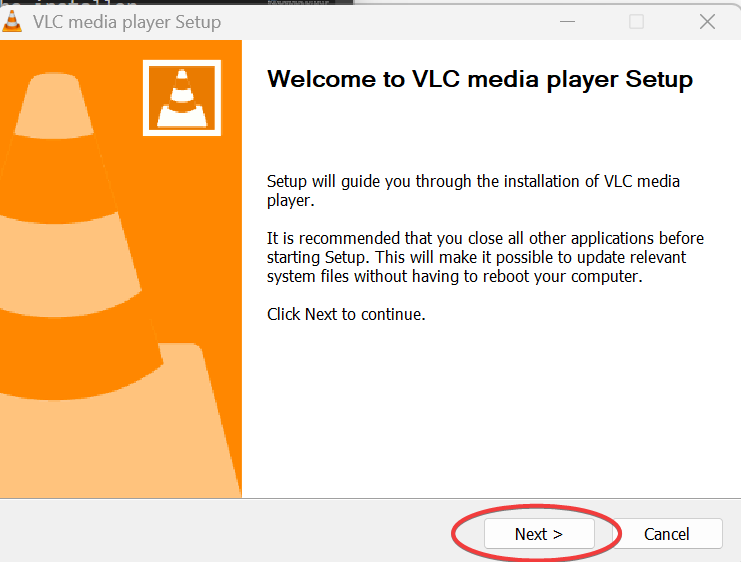 VLC media player Setup
Welcome to VLC media player Setup
Setup will guide you through the installation of VLC media
player.
It is recommended that you close all other applications before
starting Setup. This will make it possible to update relevant
system files without having to reboot your computer.
Click Next to continue.
Next >
Cancel